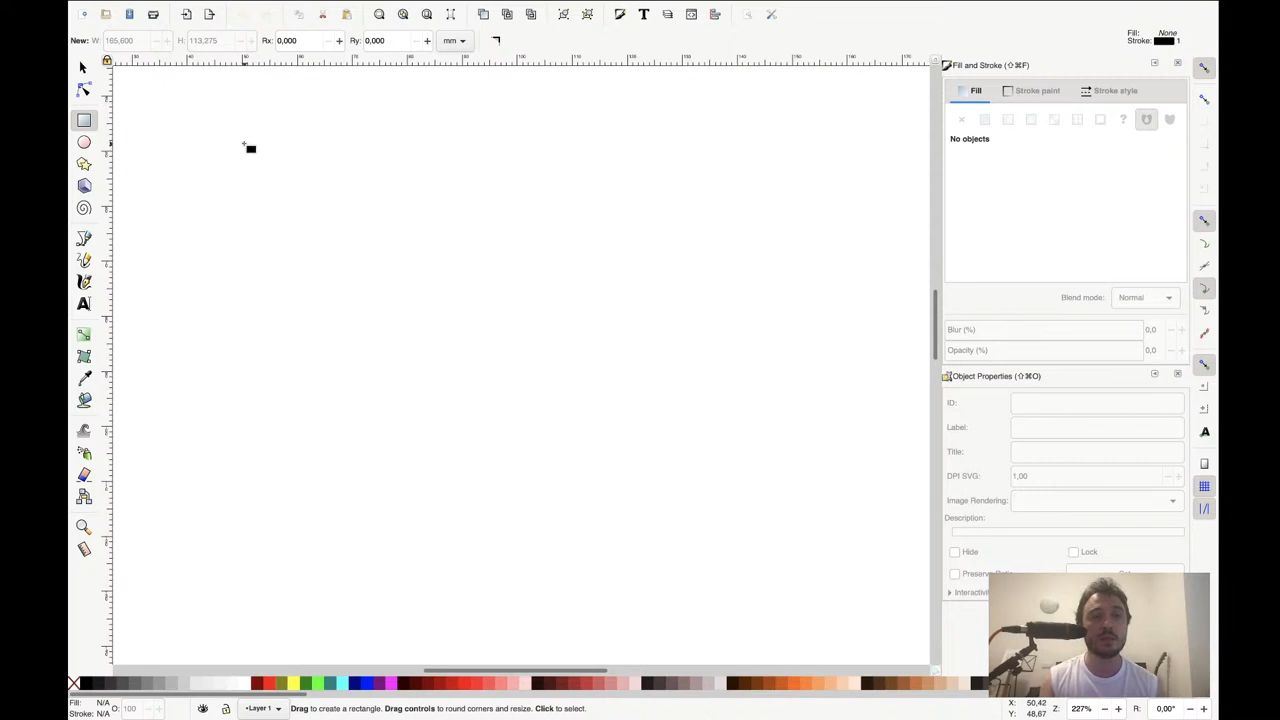 New: W: 165,600 − + H: 113,275 − + Rx: 0,000 − + Ry: 0,000 − + mm
Fill: None
Stroke: 1
Fill and Stroke (⇧⌘F)
Fill Stroke paint Stroke style
?
No objects
Blend mode: Normal
Blur (%) 0,0 − +
Opacity (%) 0,0 − +
Object Properties (⇧⌘O)
ID:
Label:
Title:
DPI SVG: 1,00 − +
Image Rendering:
Description:
Hide Lock
Preserve Ratio
Interactivi
Fill: N/A
Stroke: N/A
O: 100 − +
•Layer 1
Drag to create a rectangle. Drag controls to round corners and resize. Click to select.
X: 50,42
Y: 48,67
Z: 227% − + R: 0,00° − +